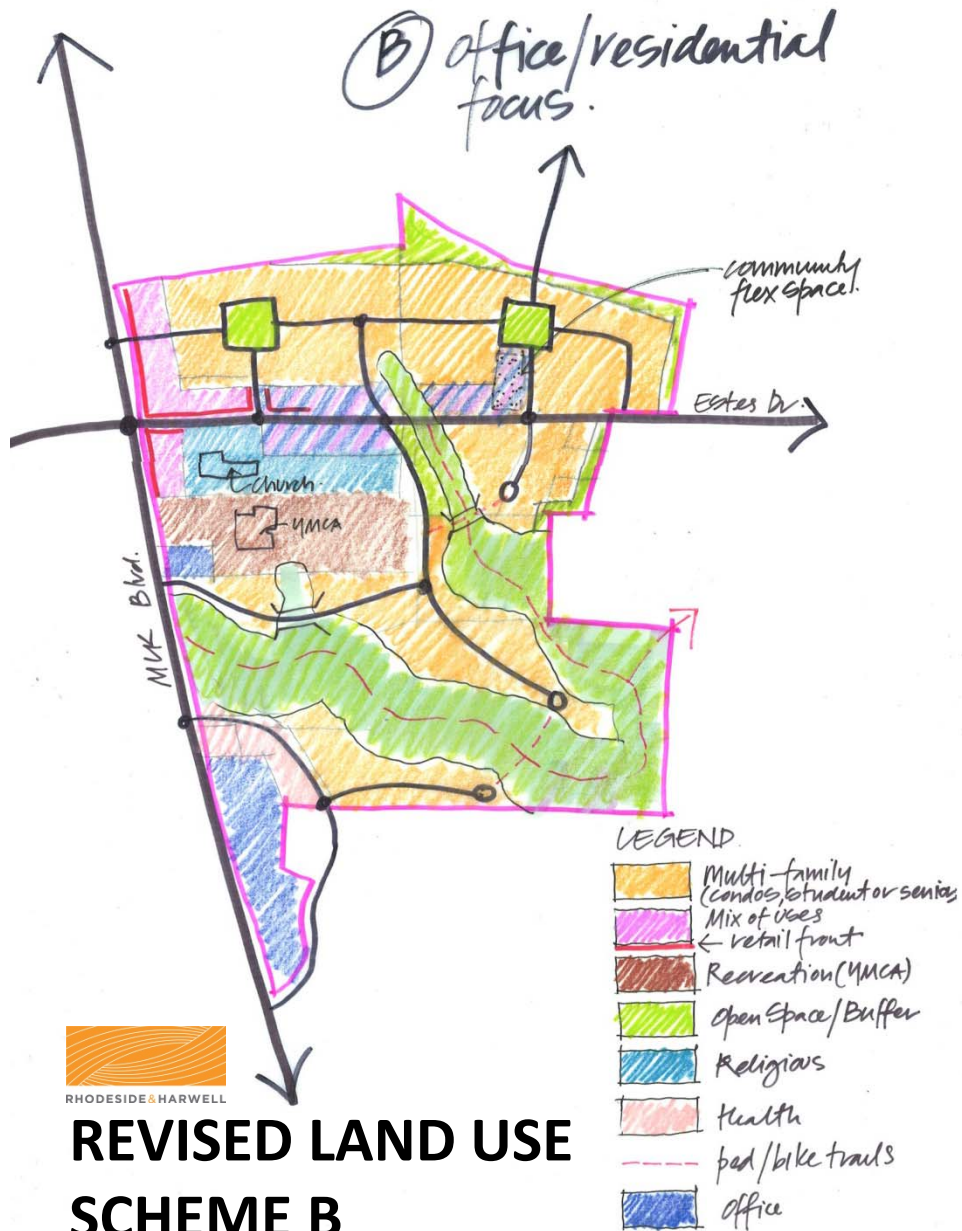 B office/residential
focus.
community
flex space.
Estes Dr.
church.
YMCA
MLK Blvd.
LEGEND
Multi-family
(condos, student or senior
Mix of uses
← retail front
Recreation (YMCA)
Open Space/Buffer
Religious
Health
ped/bike trails
Office
RHODESIDE&HARWELL
REVISED LAND USE
SCHEME B